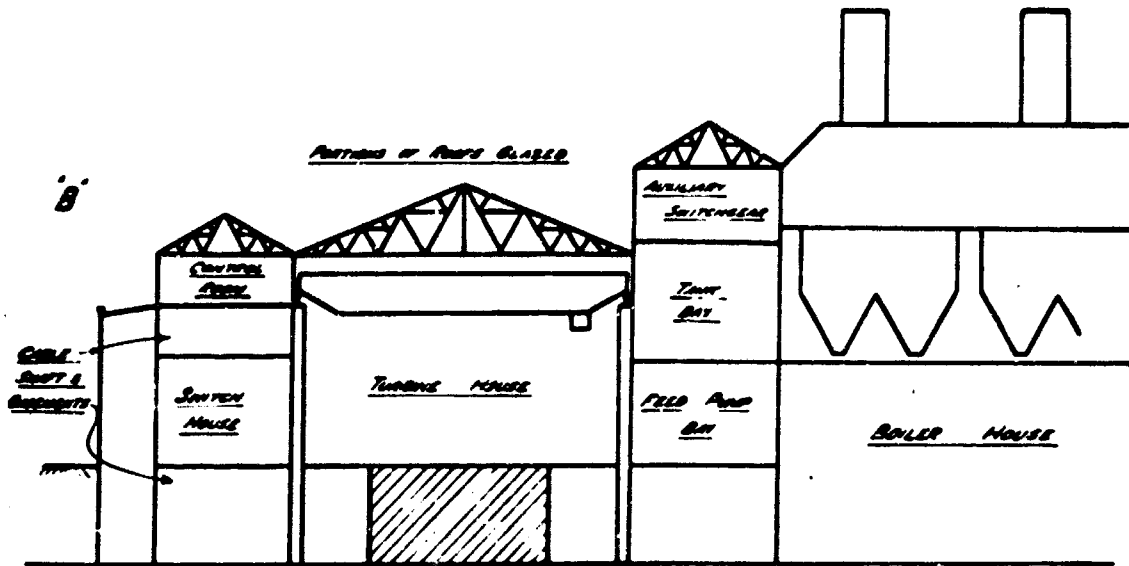 PORTIONS OF ROOFS GLAZED
"B"
AUXILIARY
SWITCHGEAR
CONTROL
ROOM
TANK
BAY
CABLE
SHAFT &
BASEMENTS
SWITCH
HOUSE
TURBINE HOUSE
FEED PUMP
BAY
BOILER HOUSE